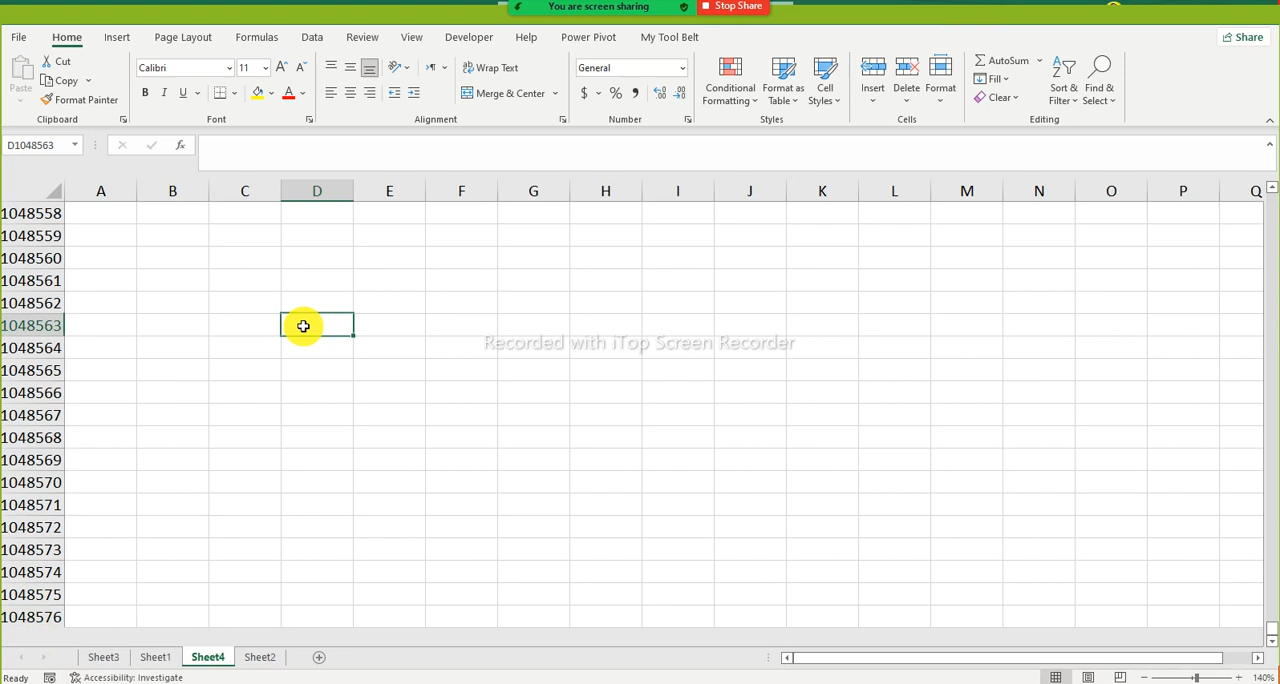 You are screen sharing Stop Share
File Home Insert Page Layout Formulas Data Review View Developer Help Power Pivot My Tool Belt Share
Paste Cut Copy Format Painter Clipboard
Calibri 11 A A B I U A Font
Wrap Text Merge & Center Alignment
General $ % , Number
Conditional Formatting Format as Table Cell Styles Styles
Insert Delete Format Cells
AutoSum Fill Clear Sort & Filter Find & Select Editing
D1048563 fx
A B C D E F G H I J K L M N O P Q
1048558
1048559
1048560
1048561
1048562
1048563
Recorded with iTop Screen Recorder
1048564
1048565
1048566
1048567
1048568
1048569
1048570
1048571
1048572
1048573
1048574
1048575
1048576
Sheet3 Sheet1 Sheet4 Sheet2
Ready Accessibility: Investigate 140%